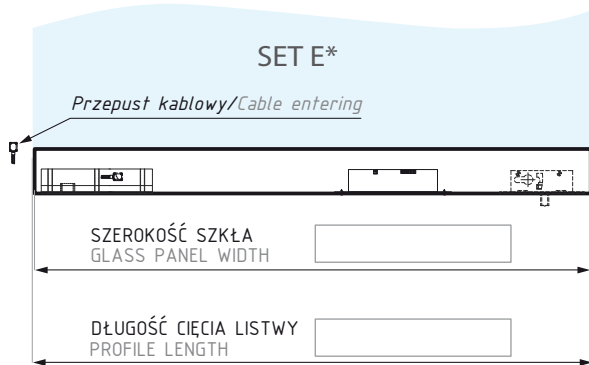 SET E*
Przepust kablowy/Cable entering
SZEROKOŚĆ SZKŁA
GLASS PANEL WIDTH
DŁUGOŚĆ CIĘCIA LISTWY
PROFILE LENGTH